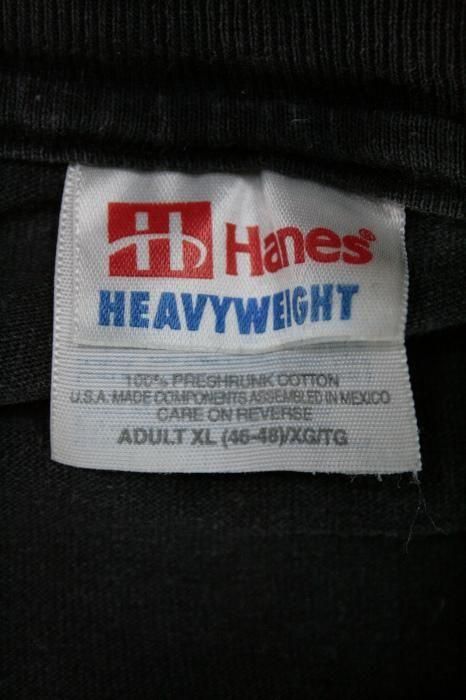 H Hanes®
HEAVYWEIGHT
100% PRESHRUNK COTTON
U.S.A. MADE COMPONENTS ASSEMBLED IN MEXICO
CARE ON REVERSE
ADULT XL (46-48)/XG/TG